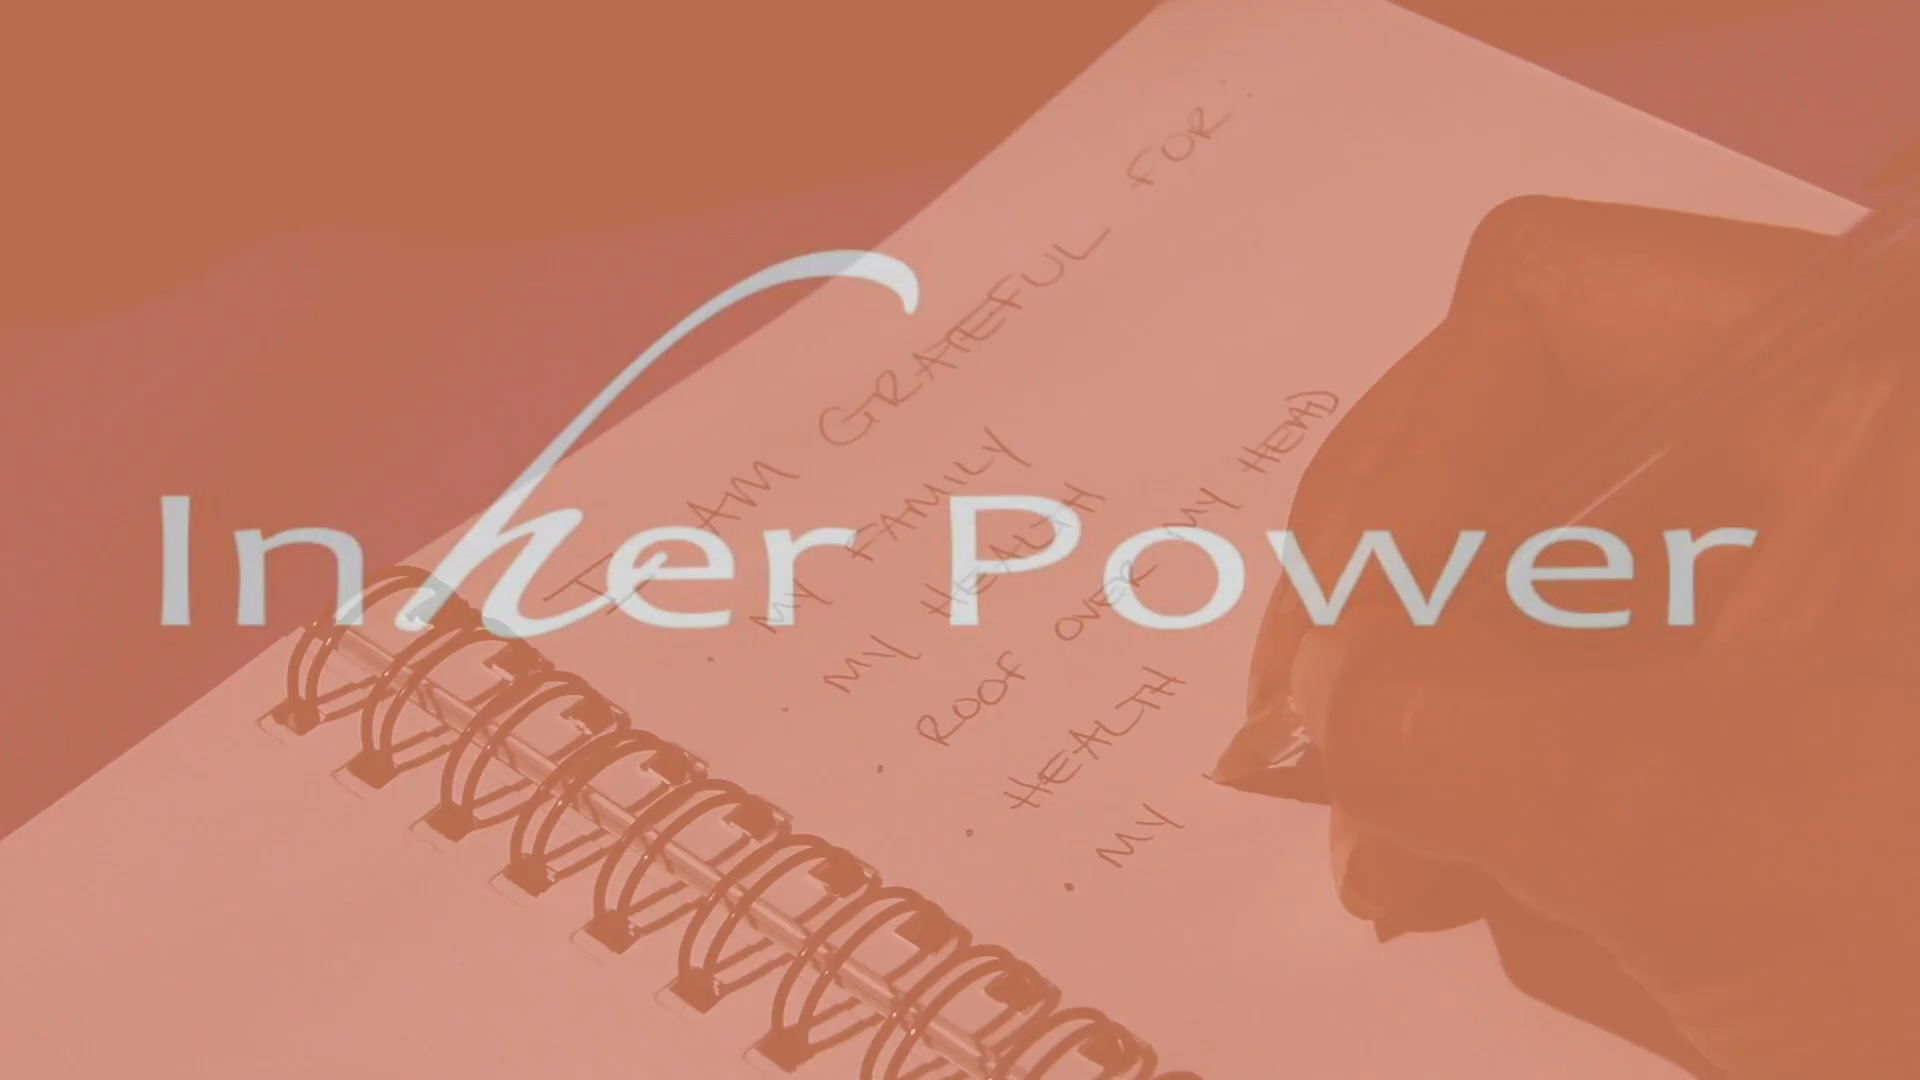 I AM GRATEFUL FOR:
• MY FAMILY
• MY HEALTH
• ROOF OVER MY HEAD
• HEALTH
• MY
InHer Power